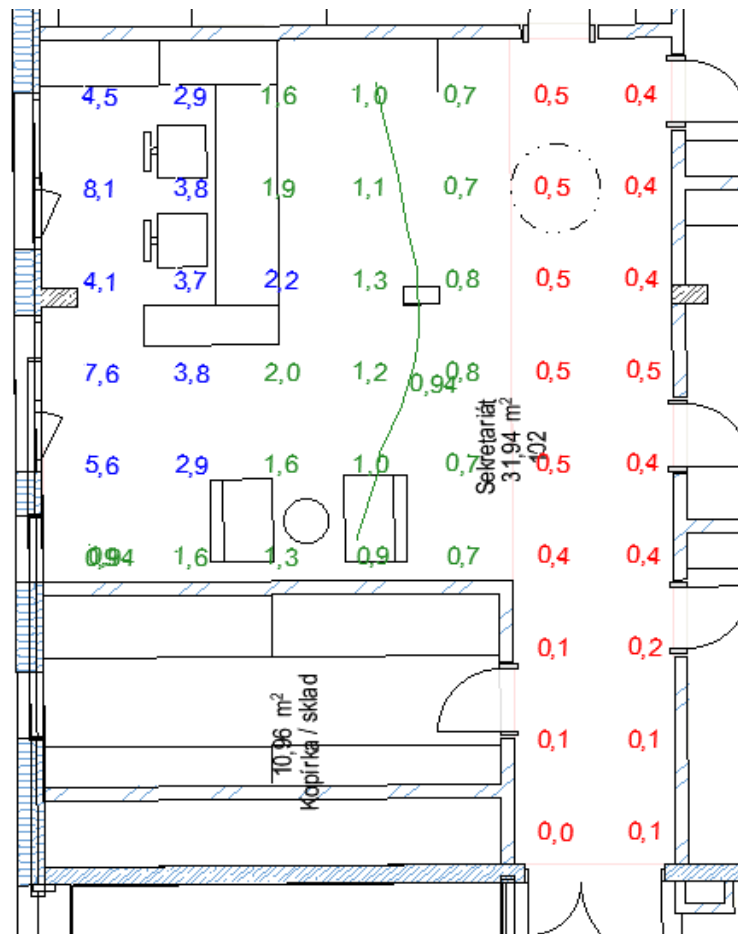 4,5 2,9 1,6 1,0 0,7 0,5 0,4
8,1 3,8 1,9 1,1 0,7 0,5 0,4
4,1 3,7 2,2 1,3 0,8 0,5 0,4
7,6 3,8 2,0 1,2 0,8 0,5 0,5
0,94
Sekretariát
31,94 m²
102
5,6 2,9 1,6 1,0 0,7 0,5 0,4
0,94 1,6 1,3 0,9 0,7 0,4 0,4
0,1 0,2
10,96 m²
Kopírka / sklad
0,1 0,1
0,0 0,1